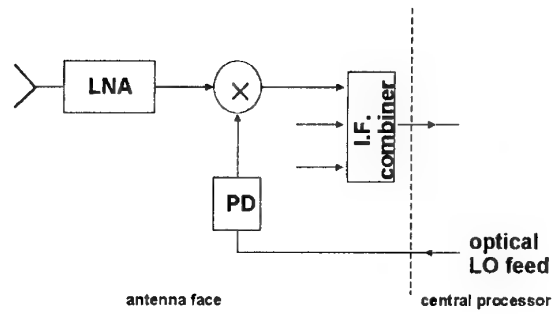 LNA
I.F.
combiner
PD
optical
LO feed
antenna face
central processor